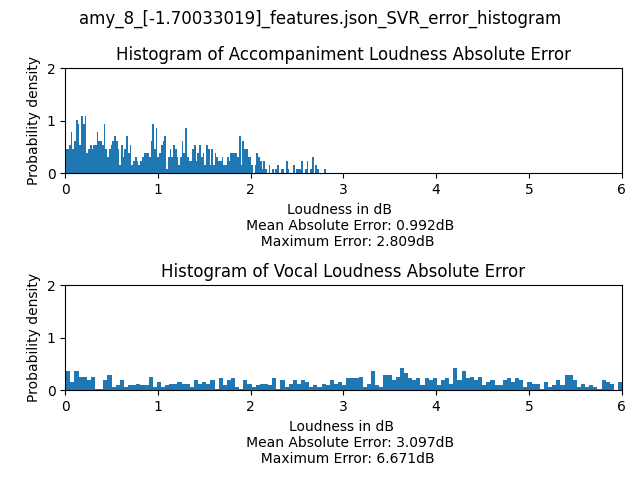 amy_8_[-1.70033019]_features.json_SVR_error_histogram
Histogram of Accompaniment Loudness Absolute Error
Probability density
2
1
0
0 1 2 3 4 5 6
Loudness in dB
Mean Absolute Error: 0.992dB
Maximum Error: 2.809dB
Histogram of Vocal Loudness Absolute Error
Probability density
2
1
0
0 1 2 3 4 5 6
Loudness in dB
Mean Absolute Error: 3.097dB
Maximum Error: 6.671dB